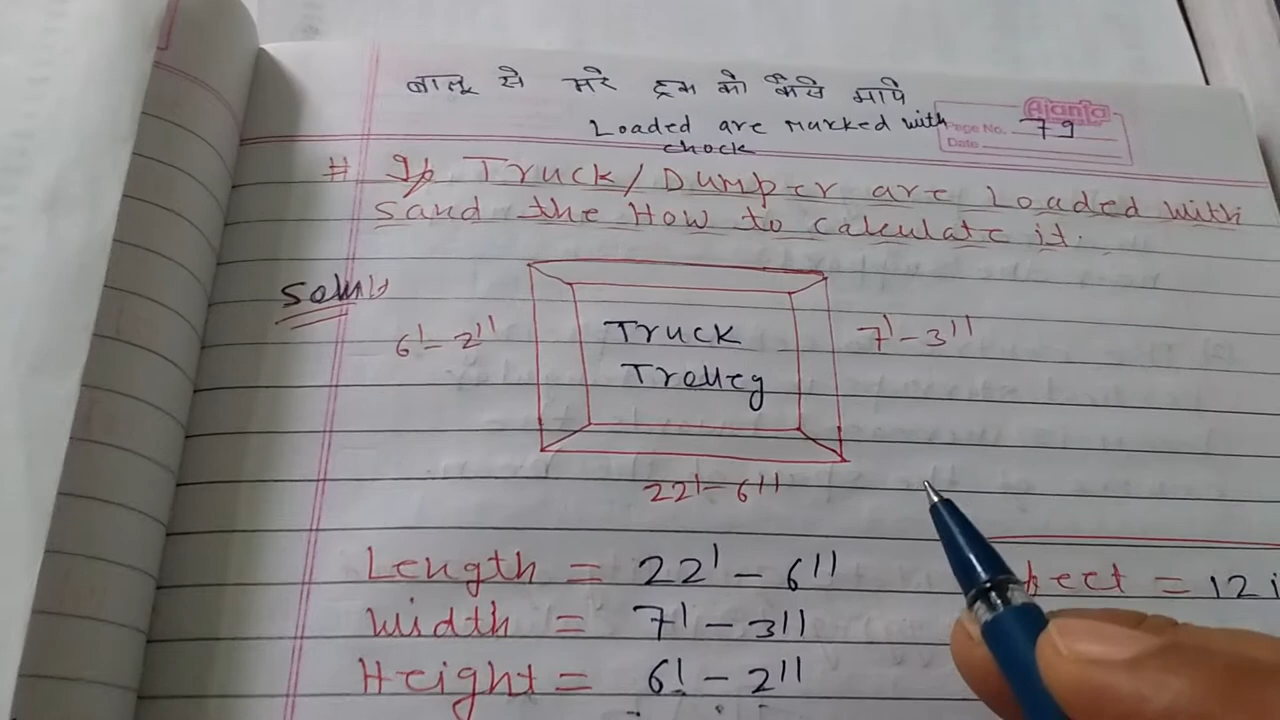 बालू से भरे ट्रक को कैसे मापे
Loaded are marked with
chock
Ajanta
Page No. 79
Date
# If Truck/Dumper are Loaded with
sand the How to calculate it.
Soln
6'-2"
Truck
Trolley
7'-3"
22'-6"
Length = 22'-6"
feet = 12 i
Width = 7'-3"
Height = 6'-2"